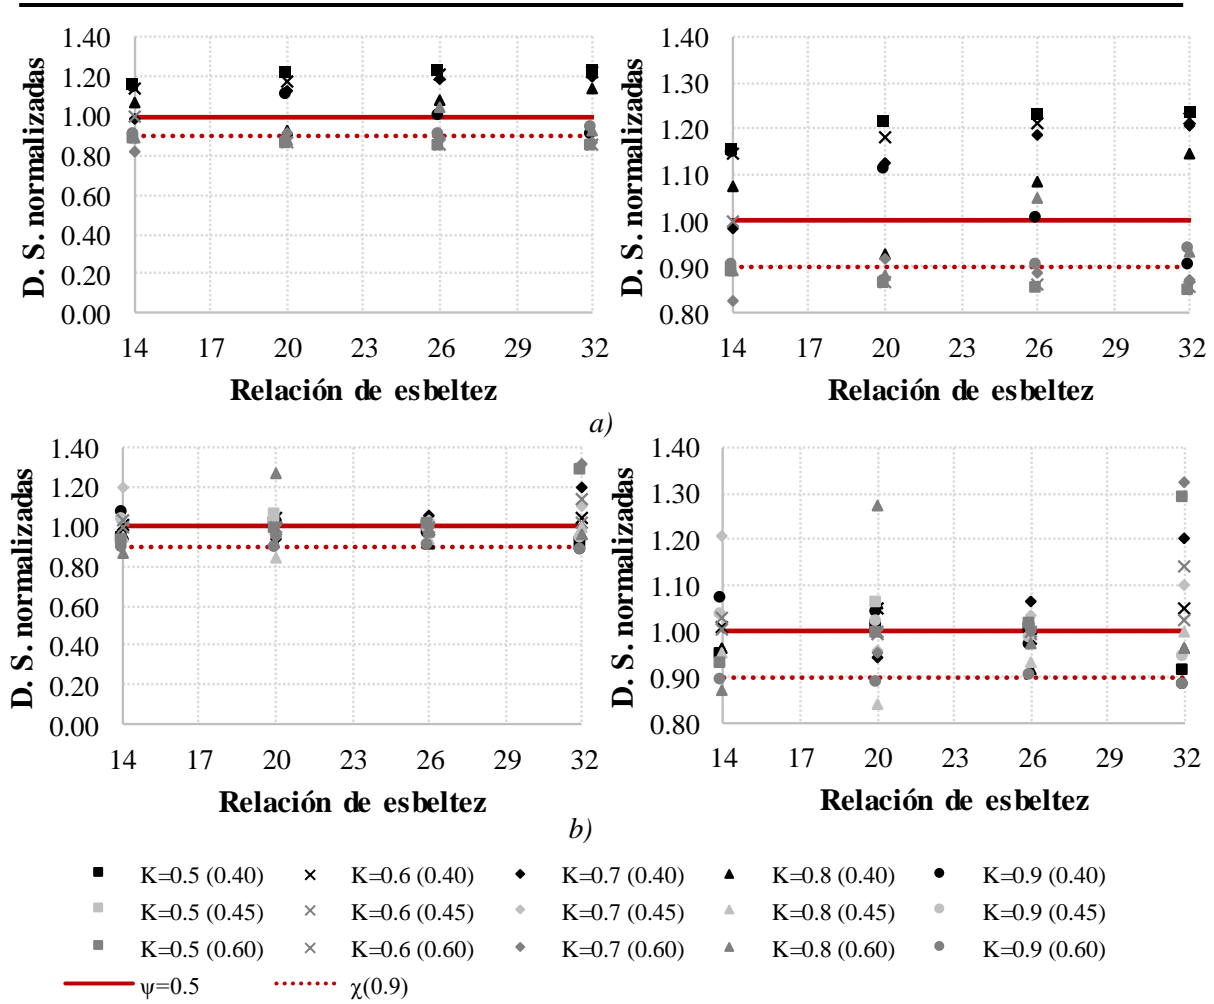 D. S. normalizadas
1.40
1.20
1.00
0.80
0.60
0.40
0.20
0.00
14 17 20 23 26 29 32
Relación de esbeltez
D. S. normalizadas
1.40
1.30
1.20
1.10
1.00
0.90
0.80
14 17 20 23 26 29 32
Relación de esbeltez
a)
D. S. normalizadas
1.40
1.20
1.00
0.80
0.60
0.40
0.20
0.00
14 17 20 23 26 29 32
Relación de esbeltez
D. S. normalizadas
1.40
1.30
1.20
1.10
1.00
0.90
0.80
14 17 20 23 26 29 32
Relación de esbeltez
b)
K=0.5 (0.40) K=0.6 (0.40) K=0.7 (0.40) K=0.8 (0.40) K=0.9 (0.40)
K=0.5 (0.45) K=0.6 (0.45) K=0.7 (0.45) K=0.8 (0.45) K=0.9 (0.45)
K=0.5 (0.60) K=0.6 (0.60) K=0.7 (0.60) K=0.8 (0.60) K=0.9 (0.60)
ψ=0.5 χ(0.9)